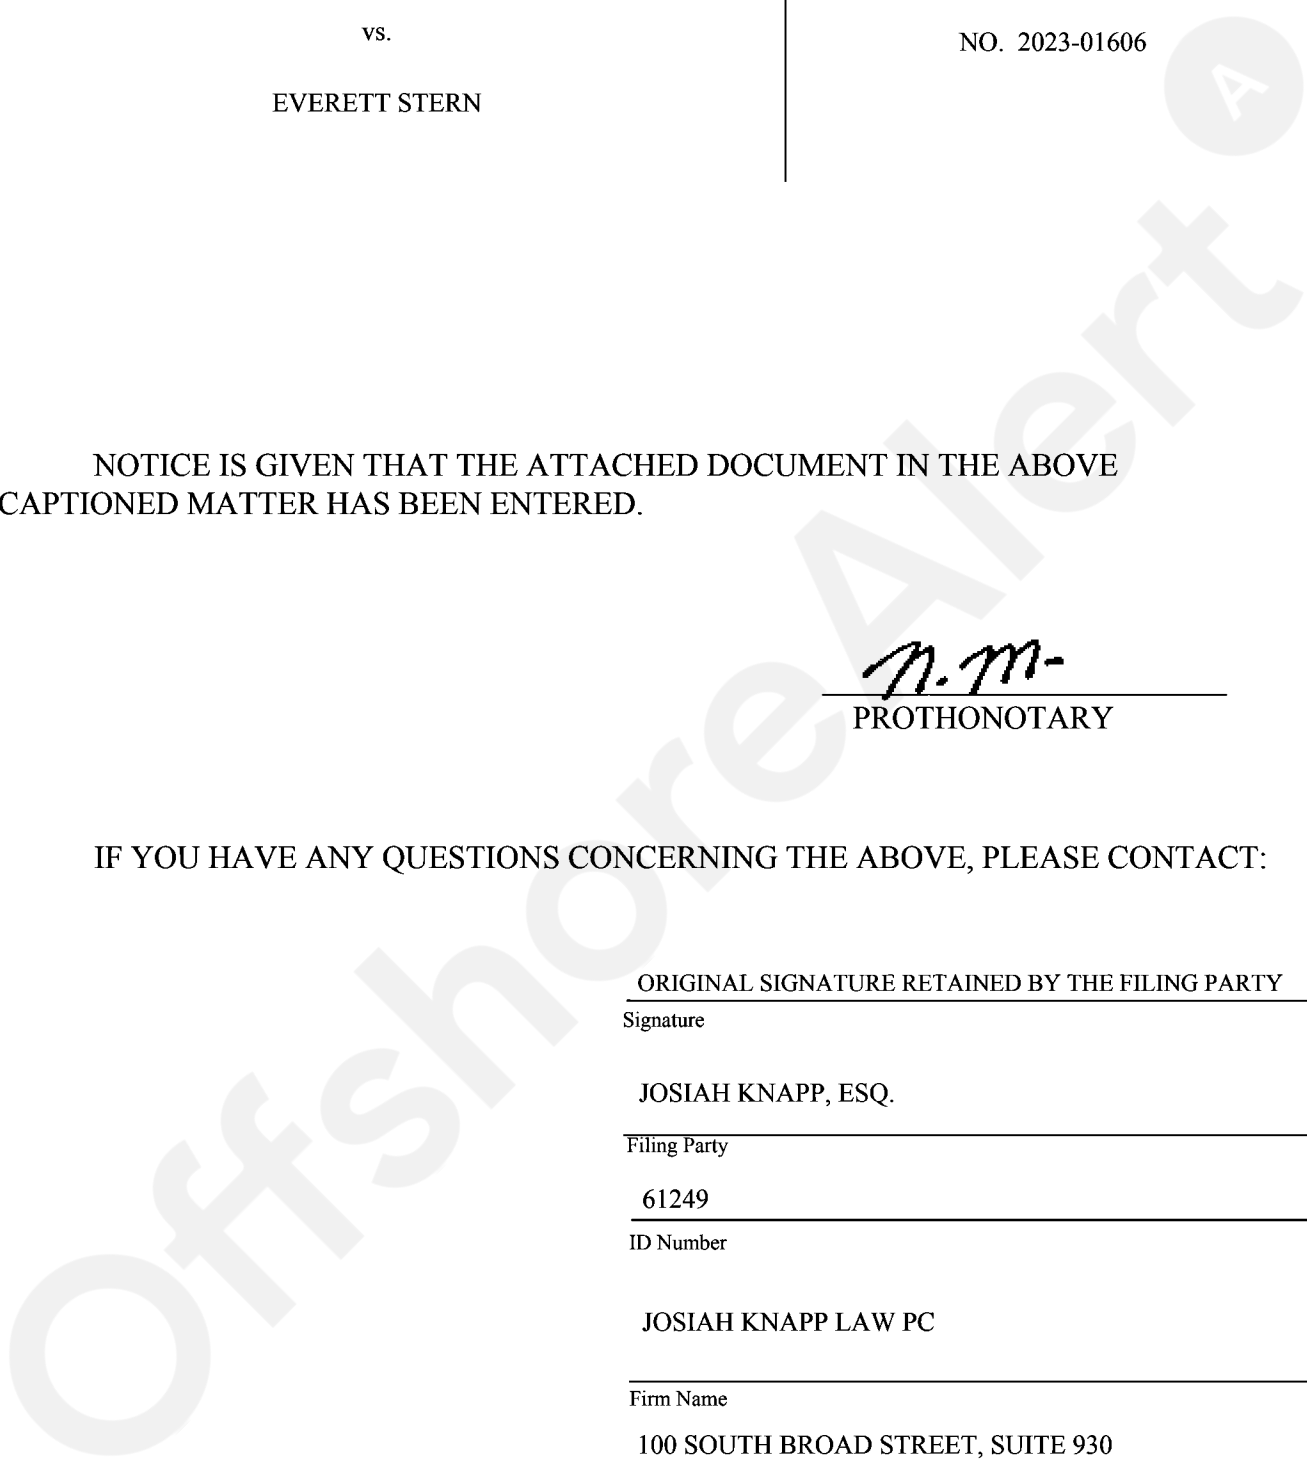 vs.
NO. 2023-01606
EVERETT STERN
NOTICE IS GIVEN THAT THE ATTACHED DOCUMENT IN THE ABOVE
CAPTIONED MATTER HAS BEEN ENTERED.
N. M-
PROTHONOTARY
IF YOU HAVE ANY QUESTIONS CONCERNING THE ABOVE, PLEASE CONTACT:
ORIGINAL SIGNATURE RETAINED BY THE FILING PARTY
Signature
JOSIAH KNAPP, ESQ.
Filing Party
61249
ID Number
JOSIAH KNAPP LAW PC
Firm Name
100 SOUTH BROAD STREET, SUITE 930
OffshoreAlert
A